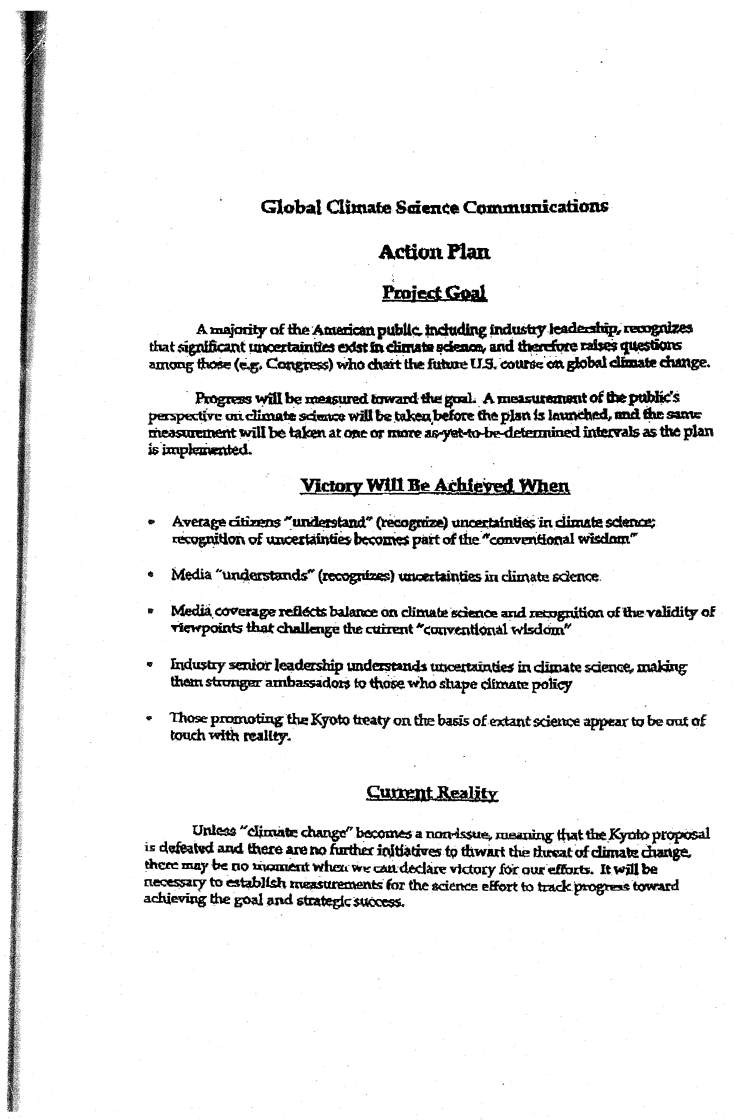 Global Climate Science Communications
Action Plan
Project Goal
A majority of the American public, including industry leadership, recognizes
that significant uncertainties exist in climate science, and therefore raises questions
among those (e.g. Congress) who chart the future U.S. course on global climate change.
Progress will be measured toward the goal. A measurement of the public's
perspective on climate science will be taken before the plan is launched, and the same
measurement will be taken at one or more as-yet-to-be-determined intervals as the plan
is implemented.
Victory Will Be Achieved When
• Average citizens "understand" (recognize) uncertainties in climate science;
recognition of uncertainties becomes part of the "conventional wisdom"
• Media "understands" (recognizes) uncertainties in climate science
• Media coverage reflects balance on climate science and recognition of the validity of
viewpoints that challenge the current "conventional wisdom"
• Industry senior leadership understands uncertainties in climate science, making
them stronger ambassadors to those who shape climate policy
• Those promoting the Kyoto treaty on the basis of extant science appear to be out of
touch with reality.
Current Reality
Unless "climate change" becomes a non-issue, meaning that the Kyoto proposal
is defeated and there are no further initiatives to thwart the threat of climate change,
there may be no moment when we can declare victory for our efforts. It will be
necessary to establish measurements for the science effort to track progress toward
achieving the goal and strategic success.